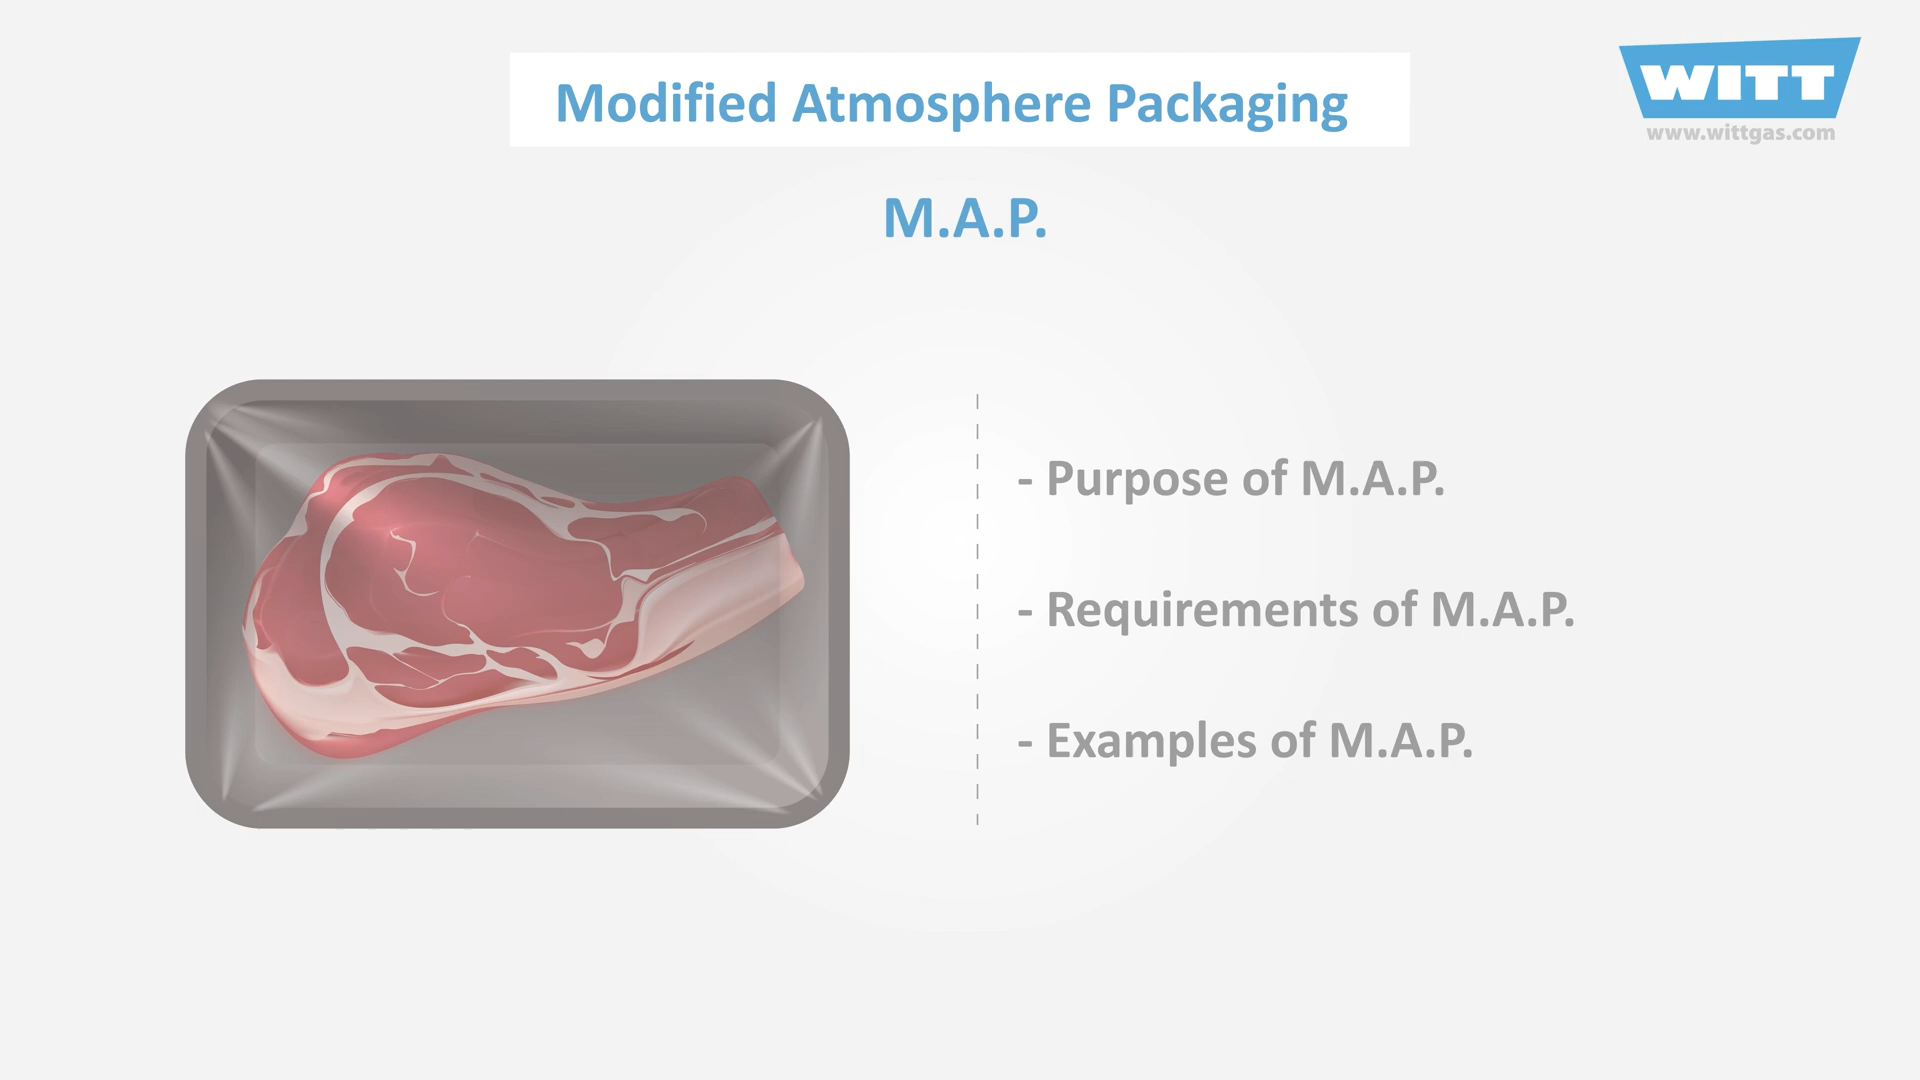 Modified Atmosphere Packaging
WITT
www.wittgas.com
M.A.P.
- Purpose of M.A.P.
- Requirements of M.A.P.
- Examples of M.A.P.